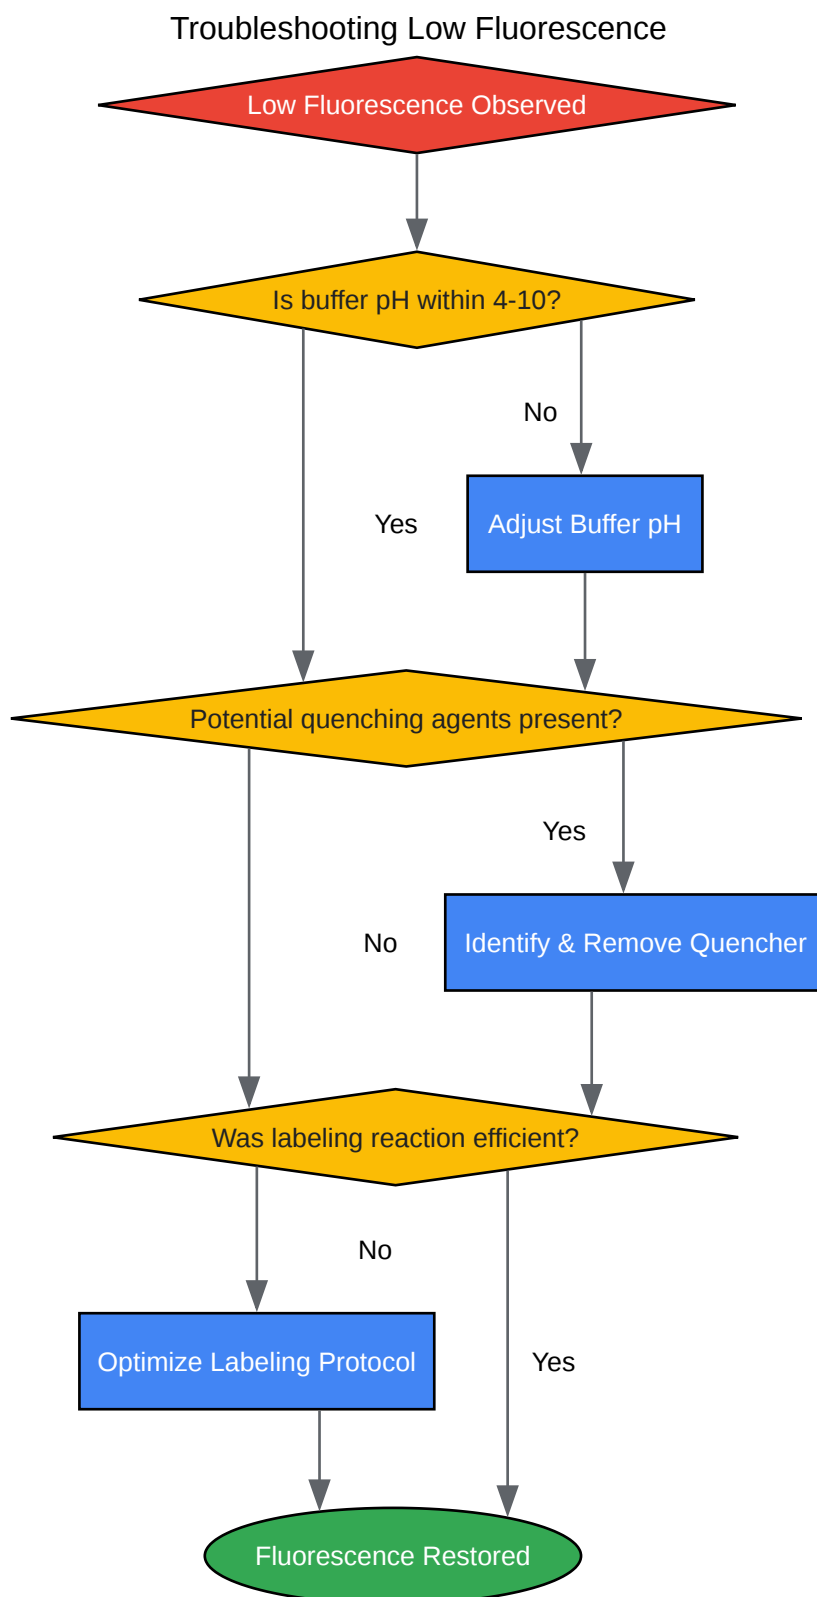 Troubleshooting Low Fluorescence
Low Fluorescence Observed
Is buffer pH within 4-10?
No
Yes
Adjust Buffer pH
Potential quenching agents present?
Yes
No
Identify & Remove Quencher
Was labeling reaction efficient?
No
Optimize Labeling Protocol
Yes
Fluorescence Restored